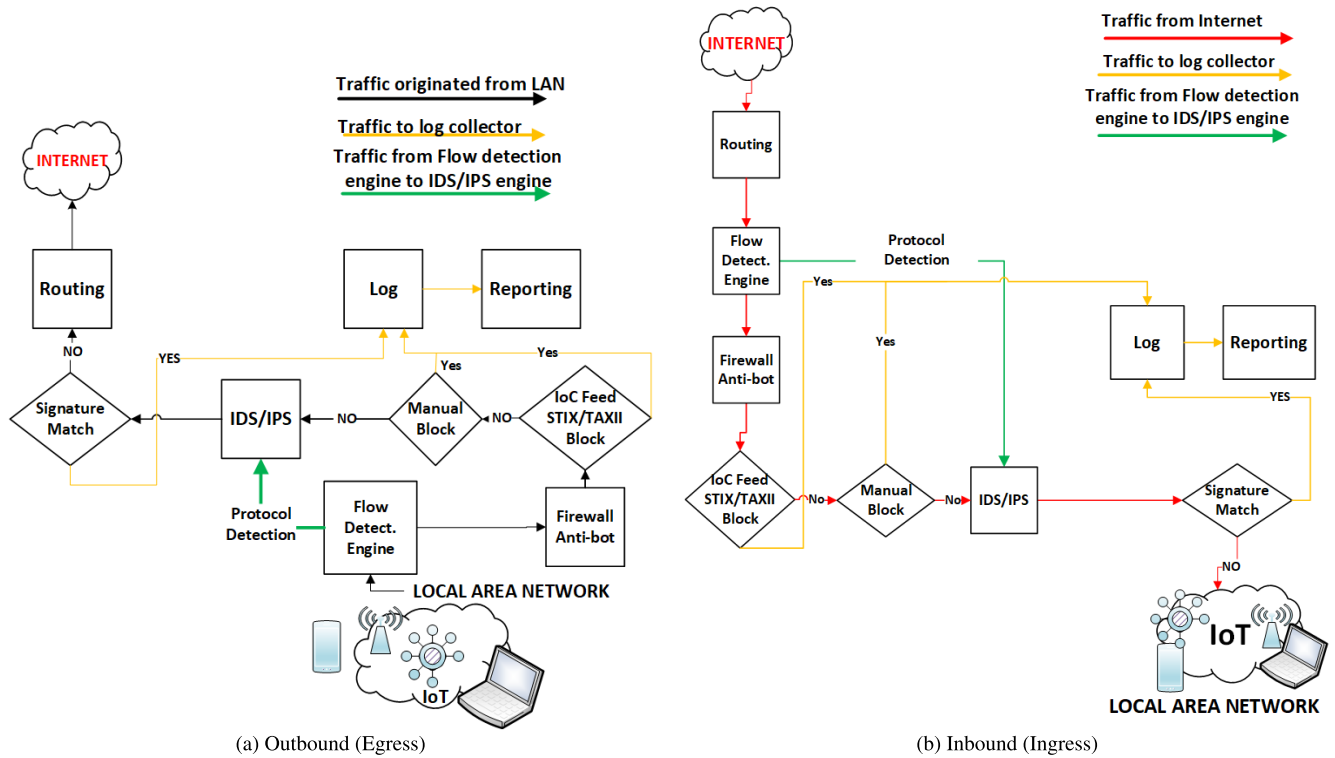 Traffic originated from LAN
Traffic to log collector
Traffic from Flow detection
engine to IDS/IPS engine
INTERNET
Routing
Log
Reporting
NO
YES
Yes
Yes
Signature
Match
IDS/IPS
NO
Manual
Block
NO
IoC Feed
STIX/TAXII
Block
Protocol
Detection
Flow
Detect.
Engine
Firewall
Anti-bot
LOCAL AREA NETWORK
IoT
(a) Outbound (Egress)
INTERNET
Traffic from Internet
Traffic to log collector
Traffic from Flow detection
engine to IDS/IPS engine
Routing
Flow
Detect.
Engine
Protocol
Detection
Yes
Firewall
Anti-bot
Yes
Log
Reporting
YES
IoC Feed
STIX/TAXII
Block
No
Manual
Block
No
IDS/IPS
Signature
Match
NO
IoT
LOCAL AREA NETWORK
(b) Inbound (Ingress)